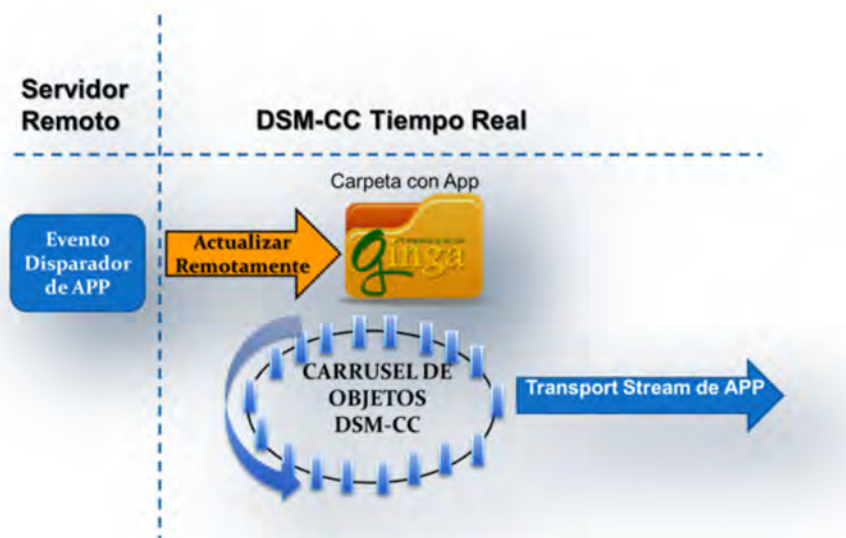 Servidor
Remoto
DSM-CC Tiempo Real
Carpeta con App
Evento
Disparador
de APP
Actualizar
Remotamente
ginga
CARRUSEL DE
OBJETOS
DSM-CC
Transport Stream de APP